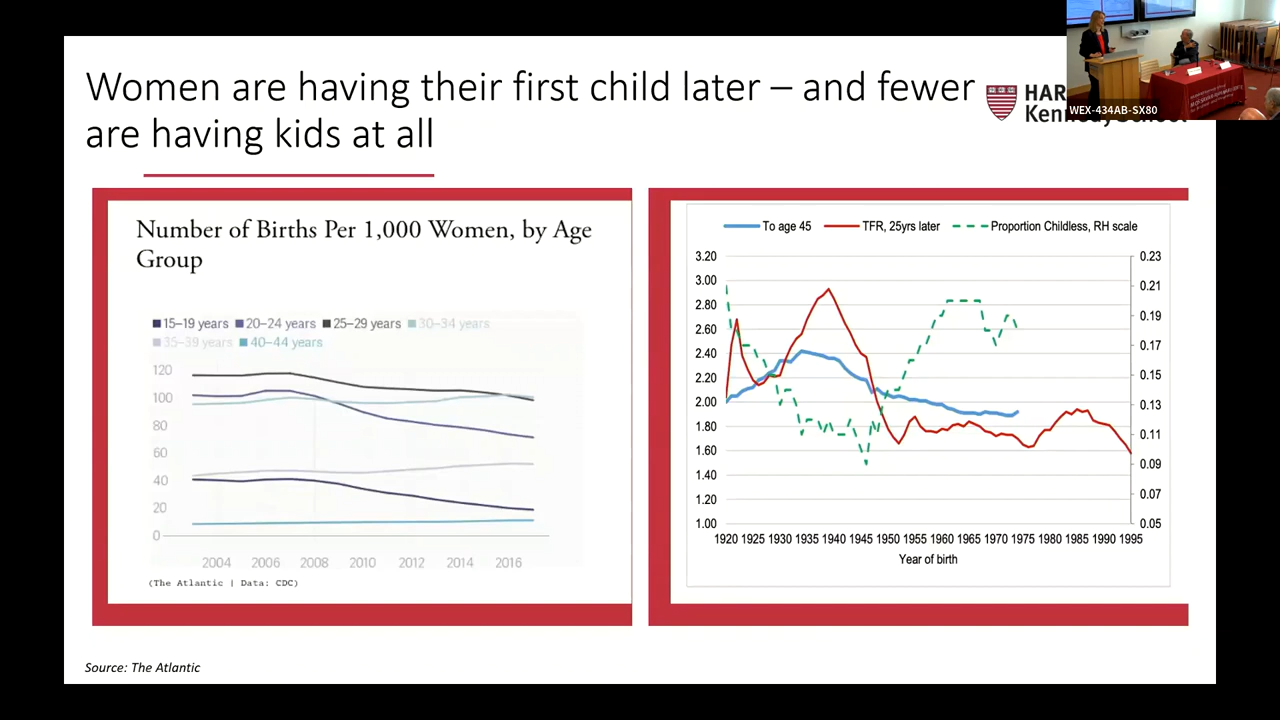 Women are having their first child later – and fewer
are having kids at all
HAR
Kennedy School
WEX-434AB-SX80
Number of Births Per 1,000 Women, by Age
Group
15–19 years 20–24 years 25–29 years 30–34 years
35–39 years 40–44 years
120
100
80
60
40
20
0
2004 2006 2008 2010 2012 2014 2016
(The Atlantic | Data: CDC)
To age 45 TFR, 25yrs later Proportion Childless, RH scale
3.20 0.23
3.00 0.21
2.80 0.19
2.60 0.17
2.40 0.15
2.20 0.13
2.00 0.11
1.80 0.09
1.60 0.07
1.40 0.05
1.20
1.00
1920 1925 1930 1935 1940 1945 1950 1955 1960 1965 1970 1975 1980 1985 1990 1995
Year of birth
Source: The Atlantic